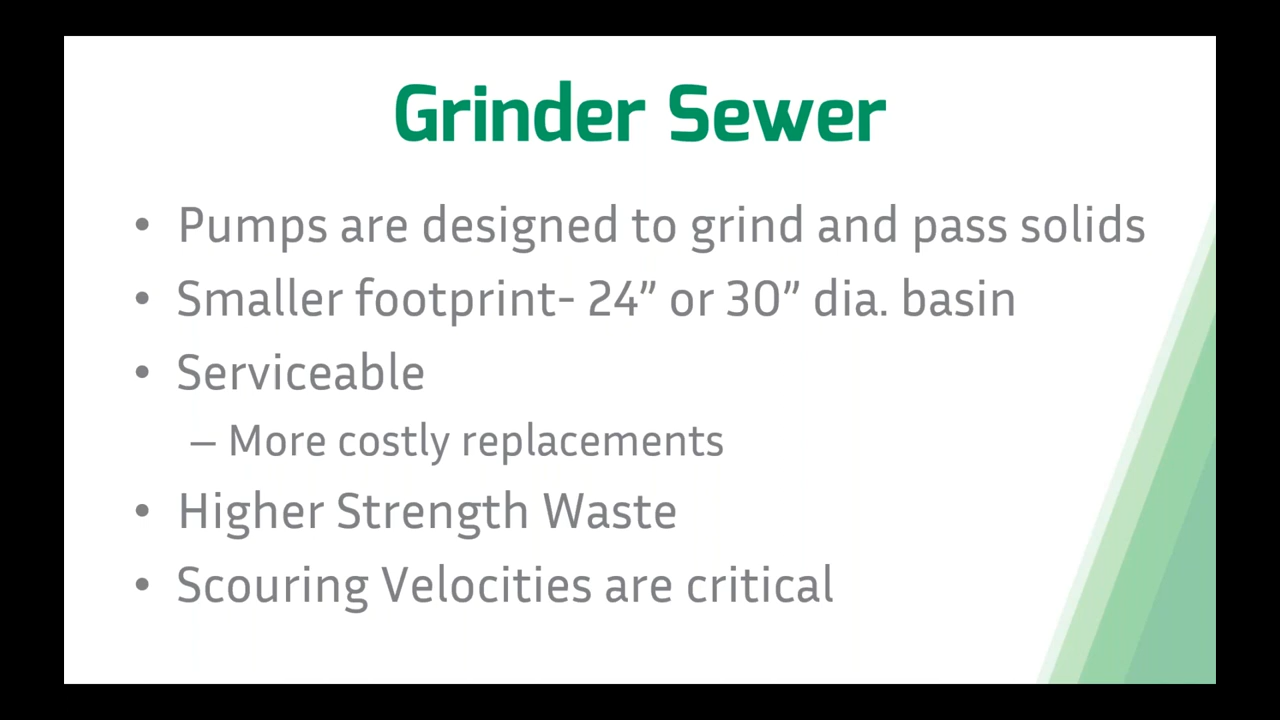 Grinder Sewer
• Pumps are designed to grind and pass solids
• Smaller footprint- 24” or 30” dia. basin
• Serviceable
– More costly replacements
• Higher Strength Waste
• Scouring Velocities are critical